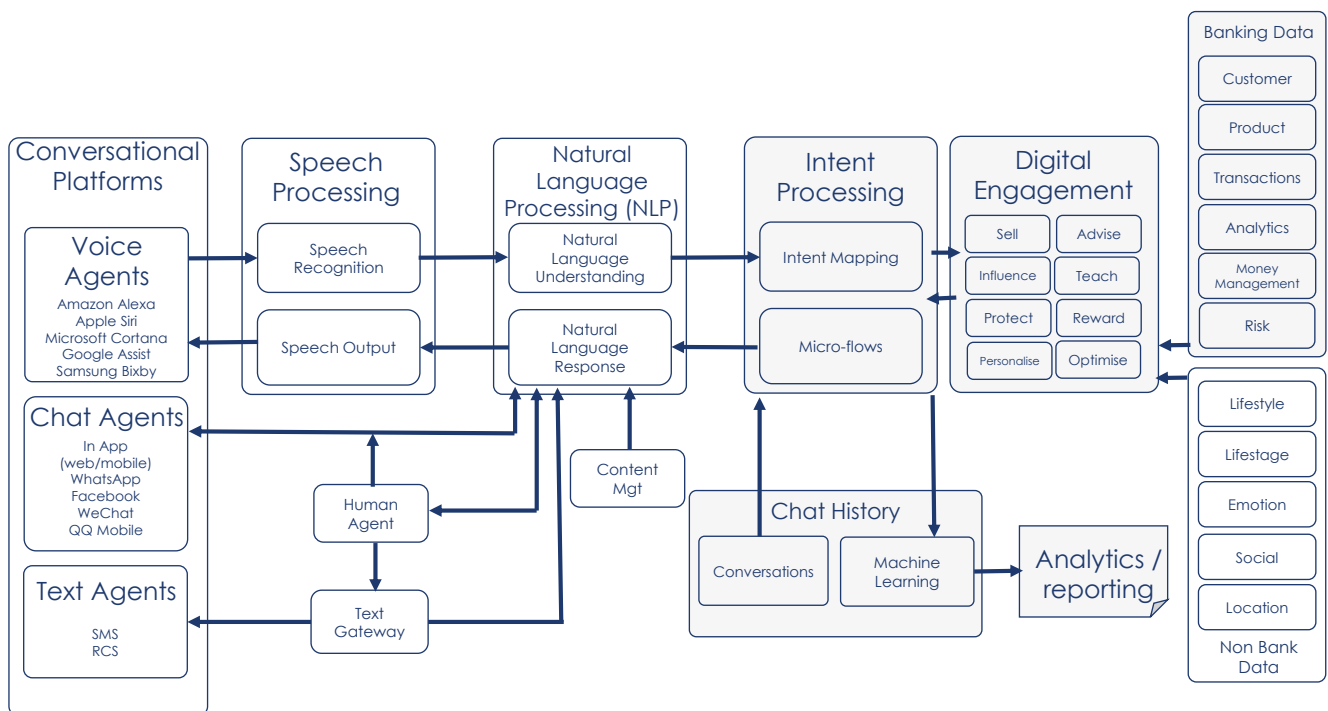 Conversational
Platforms
Voice
Agents
Amazon Alexa
Apple Siri
Microsoft Cortana
Google Assist
Samsung Bixby
Chat Agents
In App
(web/mobile)
WhatsApp
Facebook
WeChat
QQ Mobile
Text Agents
SMS
RCS
Speech
Processing
Speech
Recognition
Speech Output
Human
Agent
Text
Gateway
Natural
Language
Processing (NLP)
Natural
Language
Understanding
Natural
Language
Response
Content
Mgt
Intent
Processing
Intent Mapping
Micro-flows
Chat History
Conversations
Machine
Learning
Analytics /
reporting
Digital
Engagement
Sell
Advise
Influence
Teach
Protect
Reward
Personalise
Optimise
Banking Data
Customer
Product
Transactions
Analytics
Money
Management
Risk
Lifestyle
Lifestage
Emotion
Social
Location
Non Bank
Data